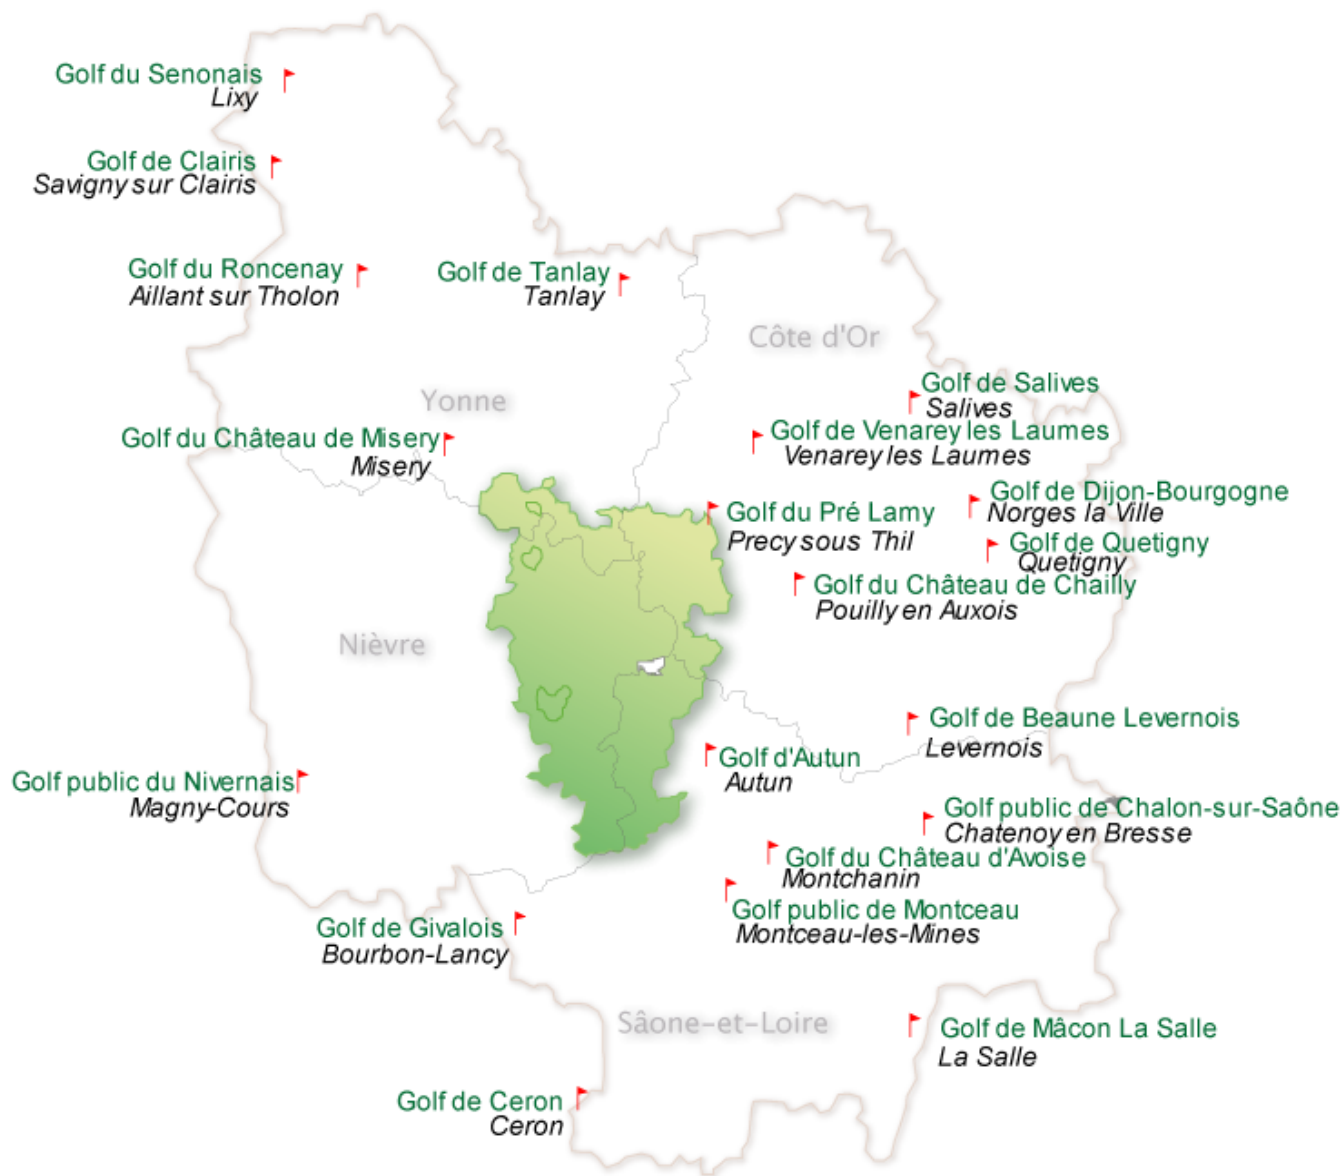 Golf du Senonais
Lixy
Golf de Clairis
Savigny sur Clairis
Golf du Roncenay
Aillant sur Tholon
Golf de Tanlay
Tanlay
Côte d'Or
Golf de Salives
Salives
Yonne
Golf du Château de Misery
Misery
Golf de Venarey les Laumes
Venarey les Laumes
Golf de Dijon-Bourgogne
Norges la Ville
Golf du Pré Lamy
Precy sous Thil
Golf de Quetigny
Quetigny
Golf du Château de Chailly
Pouilly en Auxois
Nièvre
Golf de Beaune Levernois
Levernois
Golf d'Autun
Autun
Golf public du Nivernais
Magny-Cours
Golf public de Chalon-sur-Saône
Chatenoy en Bresse
Golf du Château d'Avoise
Montchanin
Golf public de Montceau
Montceau-les-Mines
Golf de Givalois
Bourbon-Lancy
Sâone-et-Loire
Golf de Mâcon La Salle
La Salle
Golf de Ceron
Ceron